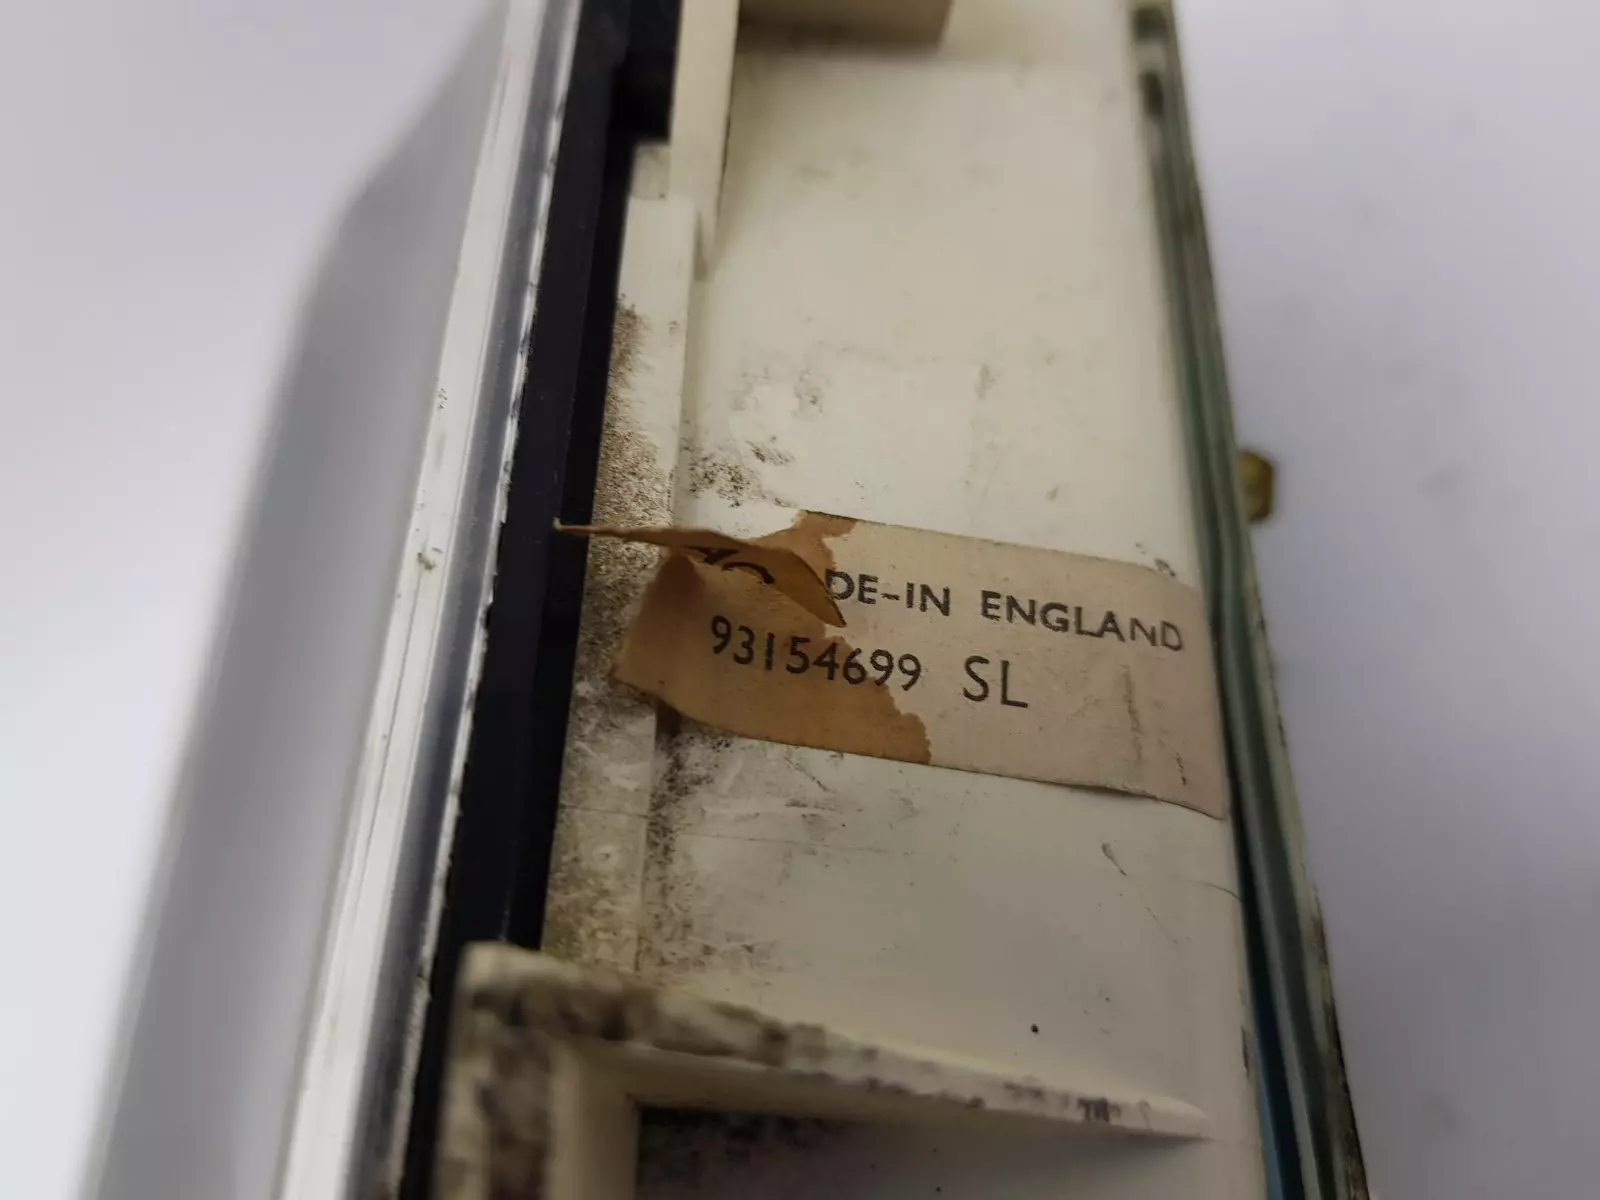 DE-IN ENGLAND
93154699 SL